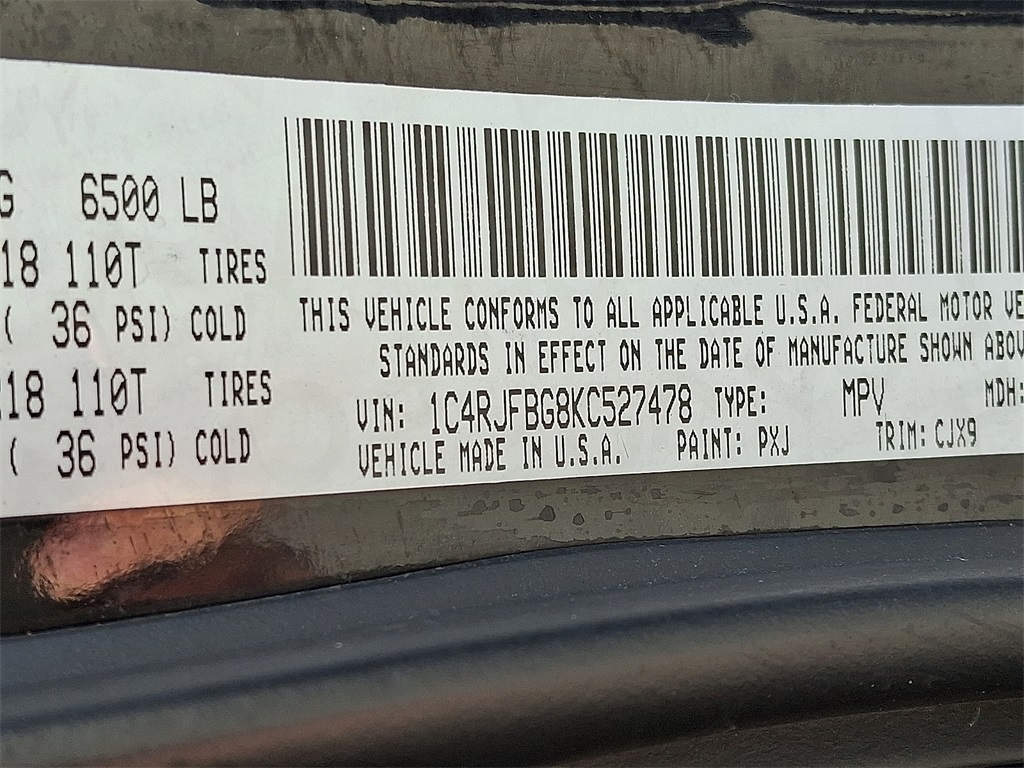 G 6500 LB
18 110T TIRES
( 36 PSI) COLD
18 110T TIRES
( 36 PSI) COLD
THIS VEHICLE CONFORMS TO ALL APPLICABLE U.S.A. FEDERAL MOTOR VE
STANDARDS IN EFFECT ON THE DATE OF MANUFACTURE SHOWN ABOV
VIN: 1C4RJFBG8KC527478 TYPE: MPV MDH:
VEHICLE MADE IN U.S.A. PAINT: PXJ TRIM: CJX9